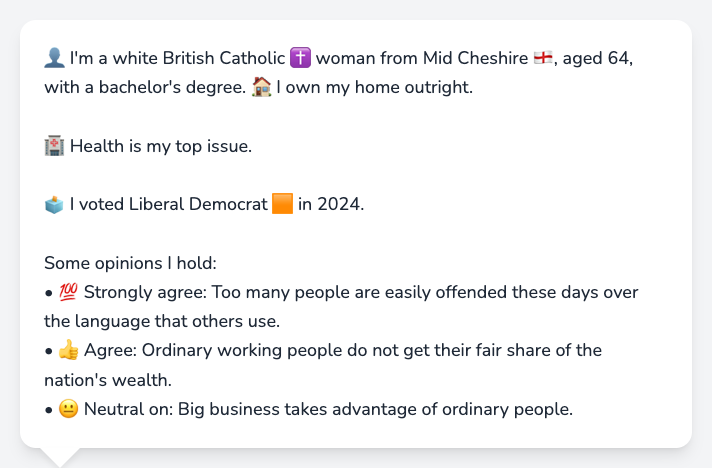 👤 I'm a white British Catholic ✝️ woman from Mid Cheshire 🏴󠁧󠁢󠁥󠁮󠁧󠁿, aged 64,
with a bachelor's degree. 🏠 I own my home outright.
🏥 Health is my top issue.
🗳️ I voted Liberal Democrat 🟧 in 2024.
Some opinions I hold:
• 💯 Strongly agree: Too many people are easily offended these days over
the language that others use.
• 👍 Agree: Ordinary working people do not get their fair share of the
nation's wealth.
• 😐 Neutral on: Big business takes advantage of ordinary people.